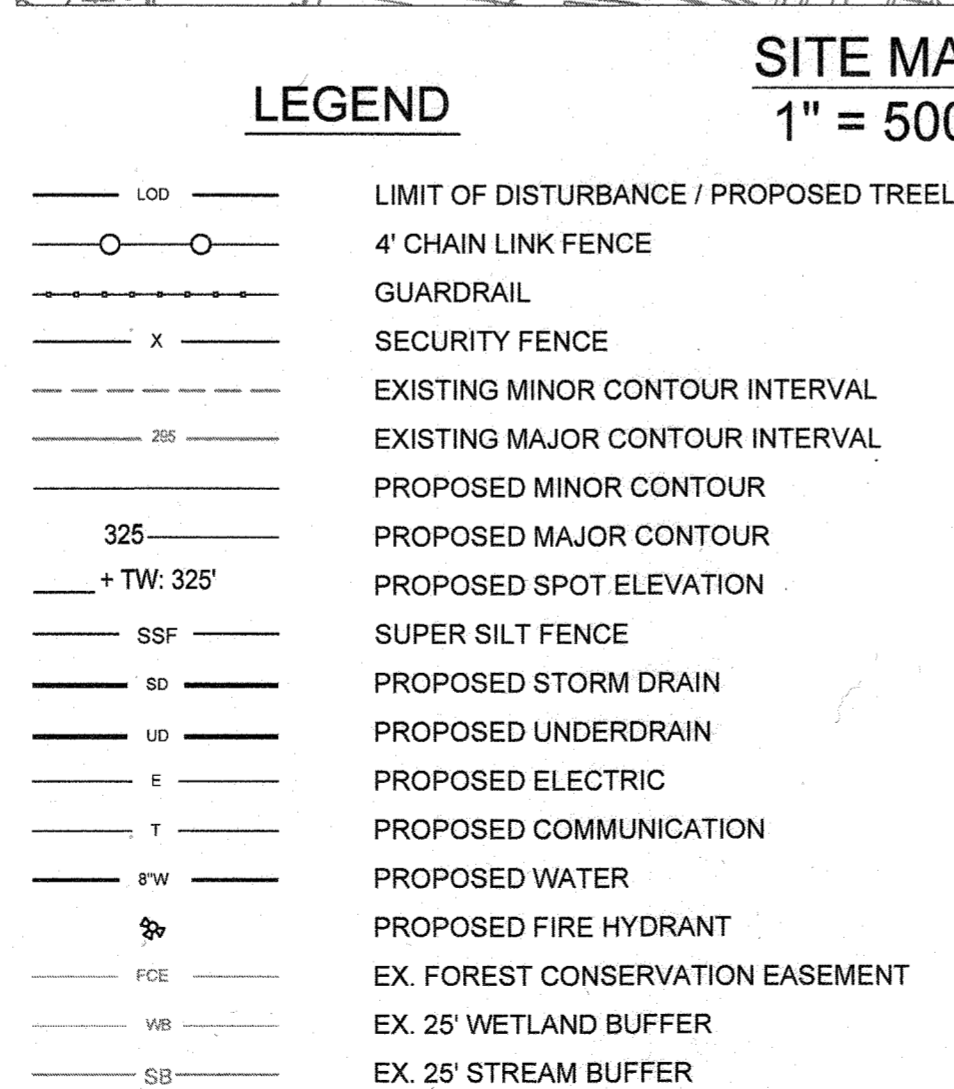 SITE MA
1" = 500
LEGEND
LOD LIMIT OF DISTURBANCE / PROPOSED TREEL
4' CHAIN LINK FENCE
GUARDRAIL
X SECURITY FENCE
EXISTING MINOR CONTOUR INTERVAL
295 EXISTING MAJOR CONTOUR INTERVAL
PROPOSED MINOR CONTOUR
325 PROPOSED MAJOR CONTOUR
+ TW: 325' PROPOSED SPOT ELEVATION
SSF SUPER SILT FENCE
SD PROPOSED STORM DRAIN
UD PROPOSED UNDERDRAIN
E PROPOSED ELECTRIC
T PROPOSED COMMUNICATION
8"W PROPOSED WATER
PROPOSED FIRE HYDRANT
FCE EX. FOREST CONSERVATION EASEMENT
WB EX. 25' WETLAND BUFFER
SB EX. 25' STREAM BUFFER